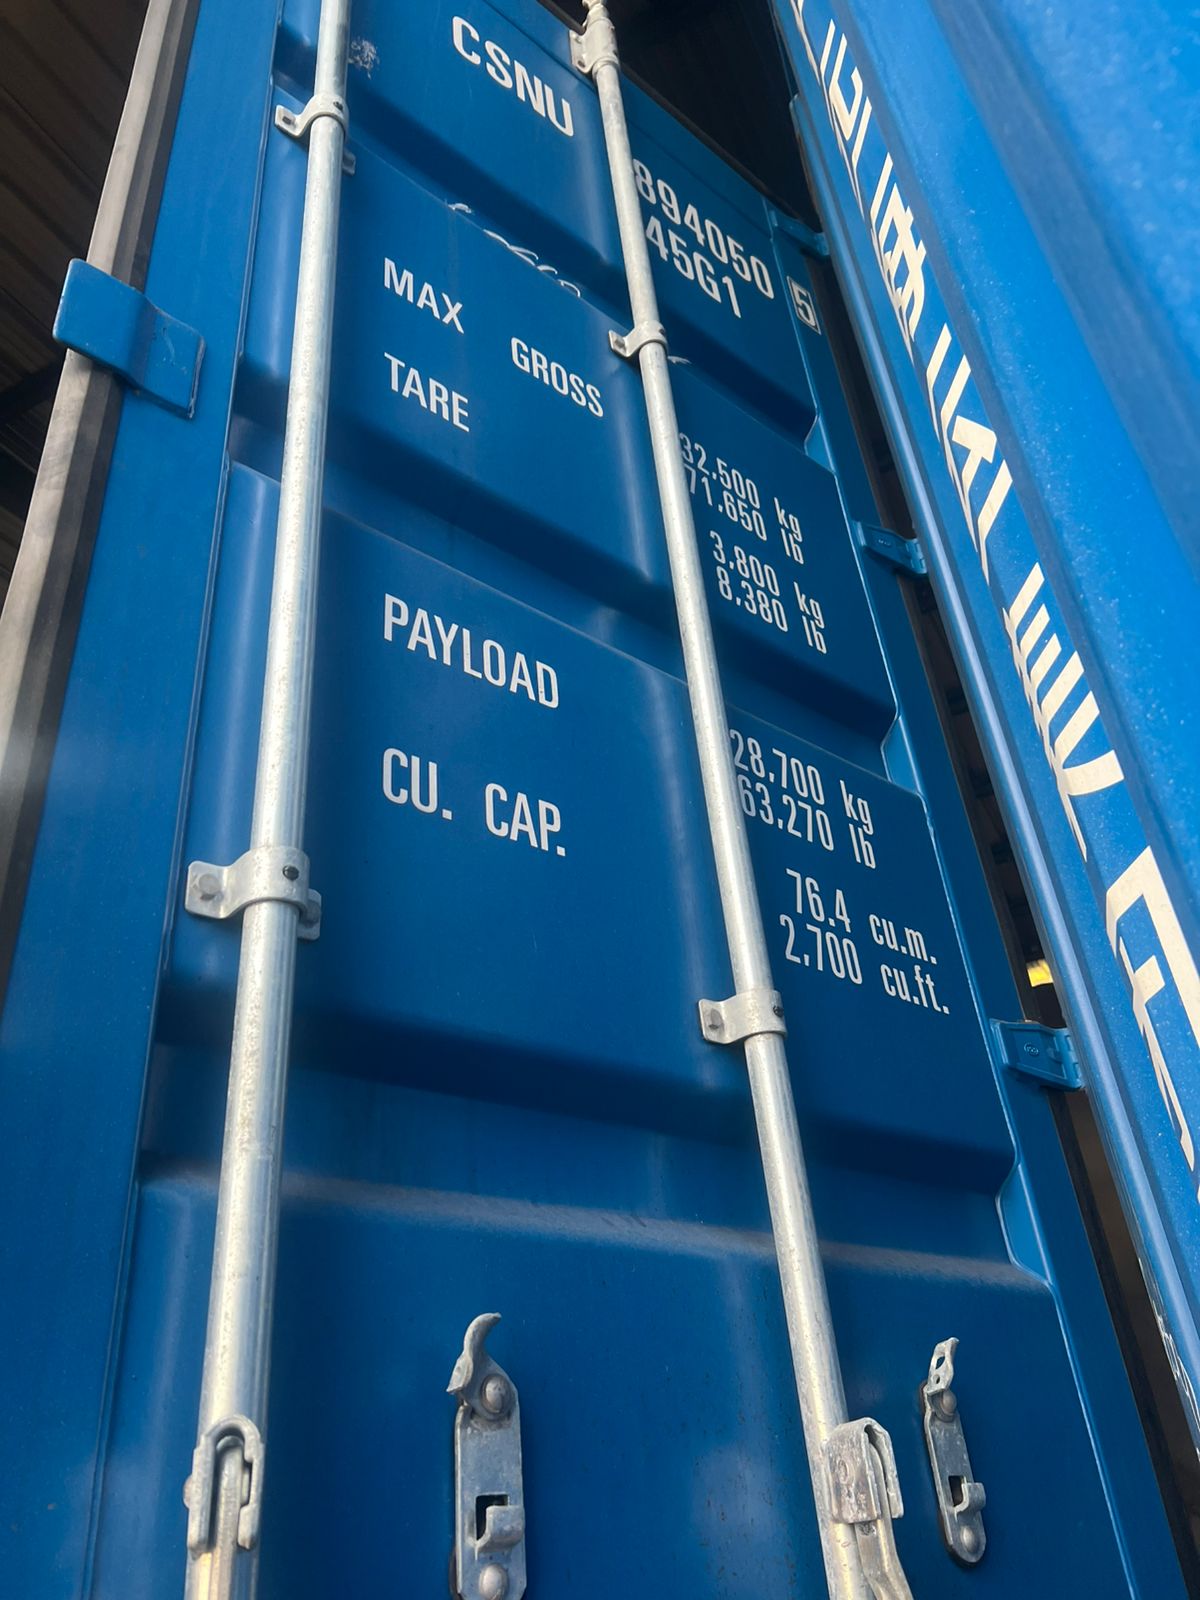 CSNU 894050 5
45G1
MAX GROSS 32,500 kg
71,650 lb
TARE 3,800 kg
8,380 lb
PAYLOAD 28,700 kg
63,270 lb
CU. CAP. 76.4 cu.m.
2,700 cu.ft.